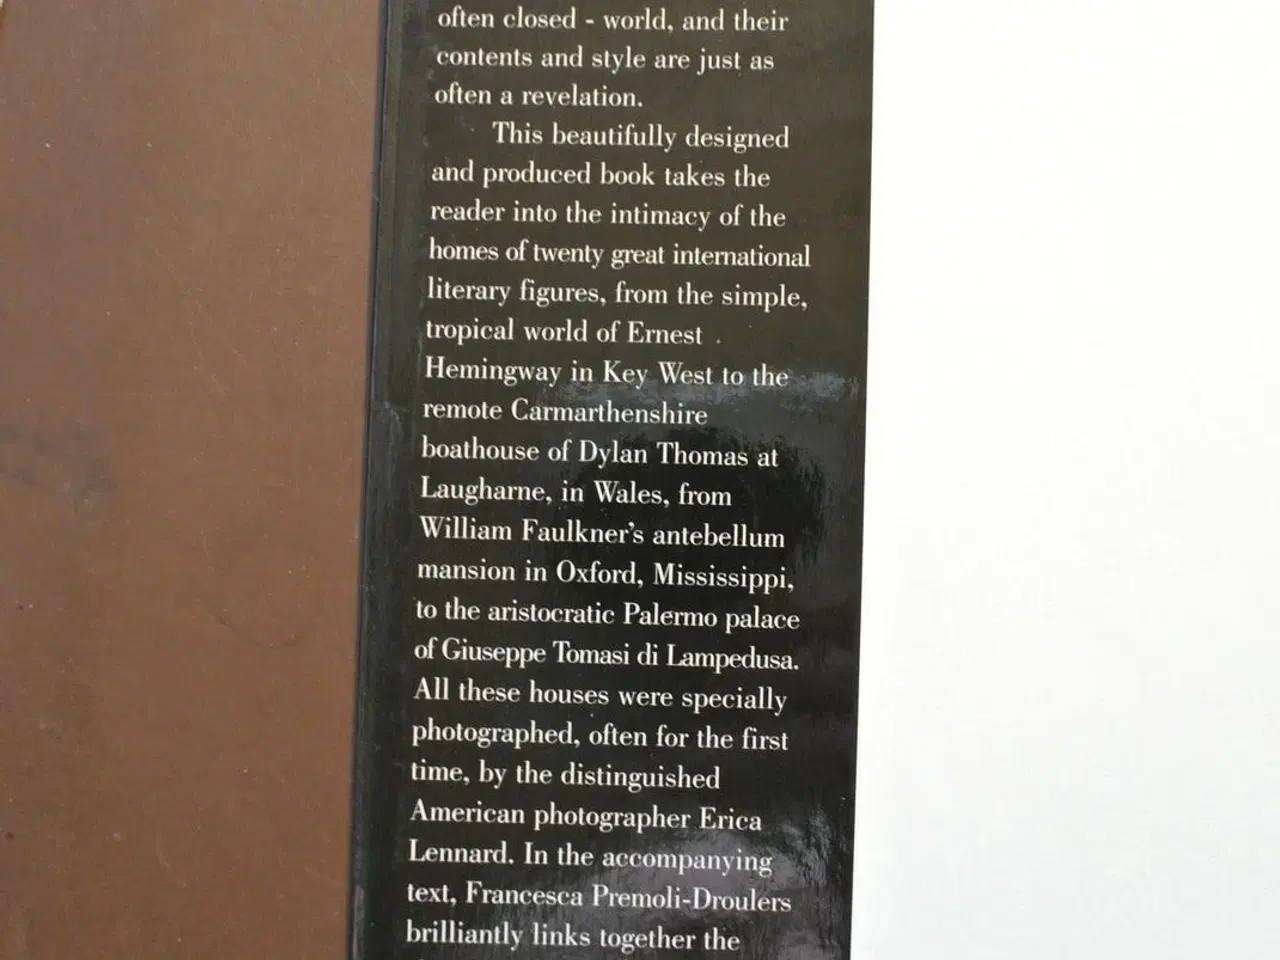 often closed - world, and their
contents and style are just as
often a revelation.
This beautifully designed
and produced book takes the
reader into the intimacy of the
homes of twenty great international
literary figures, from the simple,
tropical world of Ernest
Hemingway in Key West to the
remote Carmarthenshire
boathouse of Dylan Thomas at
Laugharne, in Wales, from
William Faulkner's antebellum
mansion in Oxford, Mississippi,
to the aristocratic Palermo palace
of Giuseppe Tomasi di Lampedusa.
All these houses were specially
photographed, often for the first
time, by the distinguished
American photographer Erica
Lennard. In the accompanying
text, Francesca Premoli-Droulers
brilliantly links together the